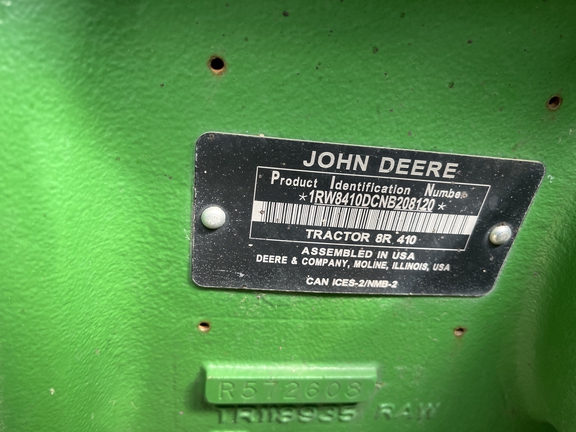 JOHN DEERE
Product Identification Number
*1RW8410DCNB208120*
TRACTOR 8R 410
ASSEMBLED IN USA
DEERE & COMPANY, MOLINE, ILLINOIS, USA
CAN ICES-2/NMB-2
R572608
RAW